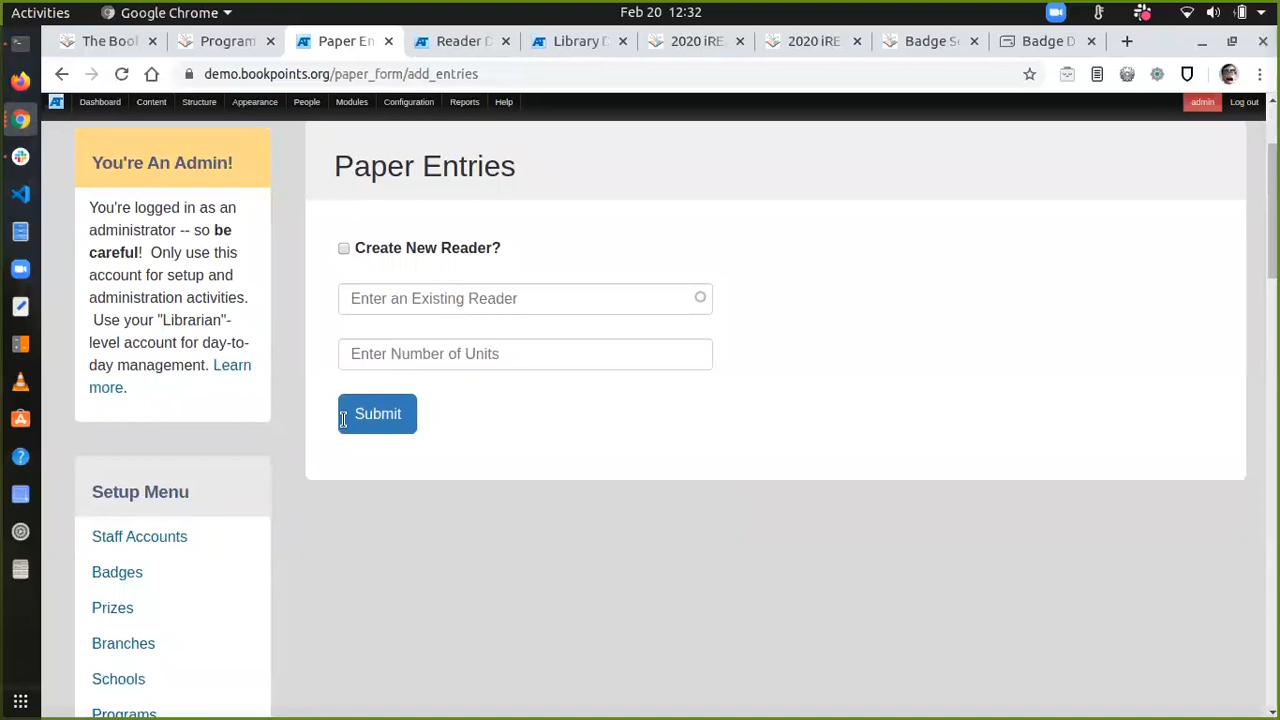 Activities
Google Chrome
Feb 20 12:32
The Bool
Program
Paper En
Reader D
Library D
2020 iRE
2020 iRE
Badge Se
Badge D
demo.bookpoints.org/paper_form/add_entries
Dashboard
Content
Structure
Appearance
People
Modules
Configuration
Reports
Help
admin
Log out
You're An Admin!
You're logged in as an
administrator -- so be
careful! Only use this
account for setup and
administration activities.
Use your "Librarian"-
level account for day-to-
day management. Learn
more.
Setup Menu
Staff Accounts
Badges
Prizes
Branches
Schools
Programs
Paper Entries
Create New Reader?
Enter an Existing Reader
Enter Number of Units
Submit